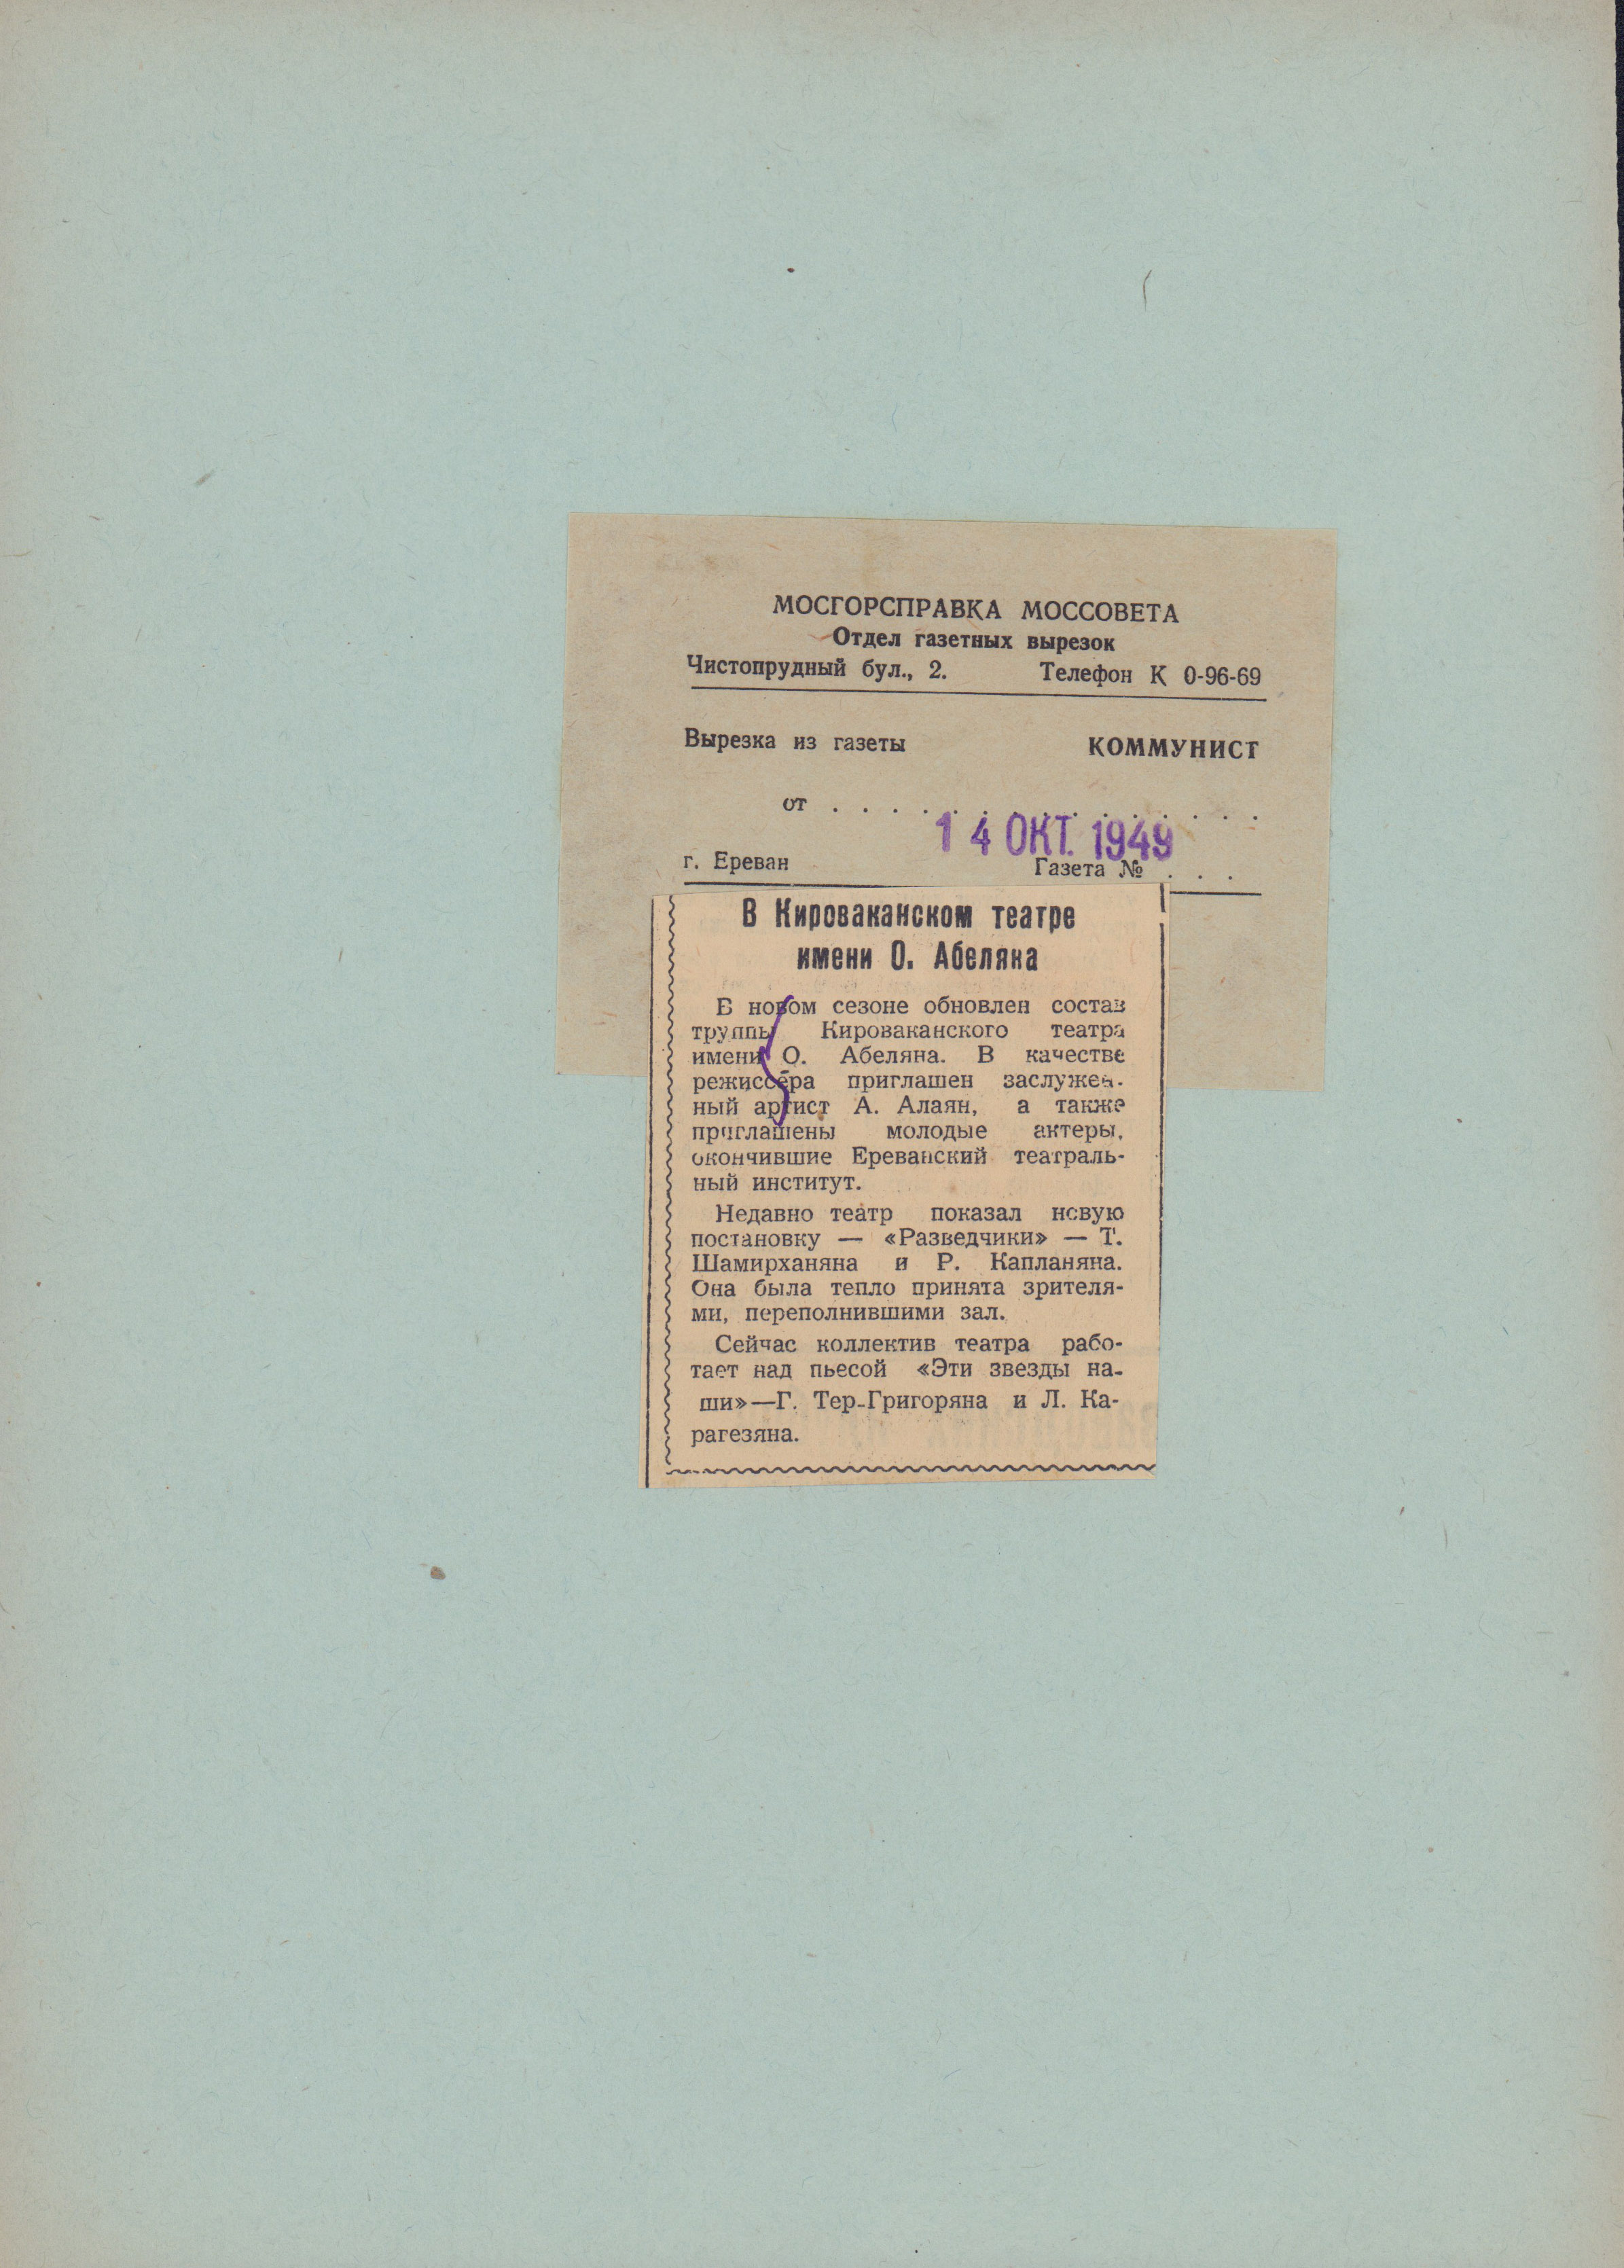 МОСГОРСПРАВКА МОССОВЕТА
Отдел газетных вырезок
Чистопрудный бул., 2. Телефон К 0-96-69
Вырезка из газеты КОММУНИСТ
от . . . . . . . . . . . . . . .
14 ОКТ. 1949
г. Ереван Газета № . . .
В Кироваканском театре
имени О. Абеляна
В новом сезоне обновлен состав
труппы Кироваканского театра
имени О. Абеляна. В качестве
режиссёра приглашен заслужен-
ный артист А. Алаян, а также
приглашены молодые актеры,
окончившие Ереванский театраль-
ный институт.
Недавно театр показал новую
постановку — «Разведчики» — Т.
Шамирханяна и Р. Капланяна.
Она была тепло принята зрителя-
ми, переполнившими зал.
Сейчас коллектив театра рабо-
тает над пьесой «Эти звезды на-
ши»—Г. Тер-Григоряна и Л. Ка-
рагезяна.